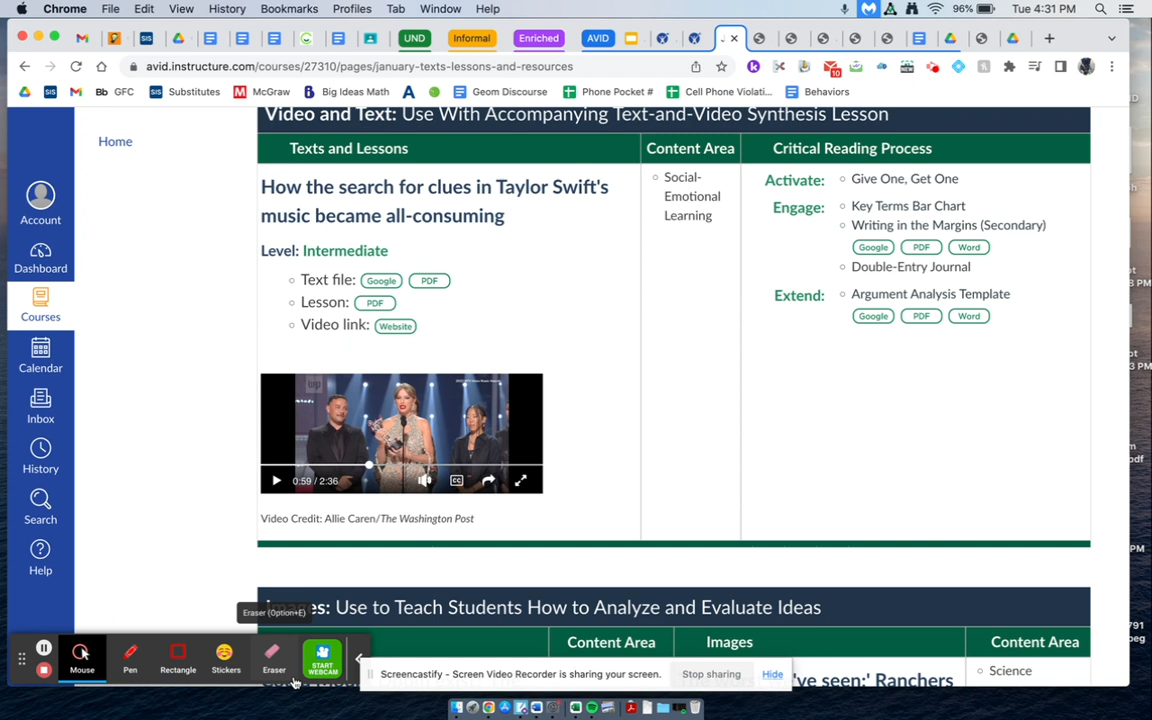 Chrome File Edit View History Bookmarks Profiles Tab Window Help 96% Tue 4:31 PM
SIS UND Informal Enriched AVID
avid.instructure.com/courses/27310/pages/january-texts-lessons-and-resources 10
SIS Bb GFC SIS Substitutes McGraw Big Ideas Math Geom Discourse Phone Pocket # Cell Phone Violati... Behaviors
Home
Account
Dashboard
Courses
Calendar
Inbox
History
Search
Help
Video and Text: Use With Accompanying Text-and-Video Synthesis Lesson
Texts and Lessons Content Area Critical Reading Process
How the search for clues in Taylor Swift's
music became all-consuming
Level: Intermediate
Text file: Google PDF
Lesson: PDF
Video link: Website
wp
0:59 / 2:36 CC
Video Credit: Allie Caren/The Washington Post
Social-
Emotional
Learning
Activate: Give One, Get One
Engage: Key Terms Bar Chart
Writing in the Margins (Secondary)
Google PDF Word
Double-Entry Journal
Extend: Argument Analysis Template
Google PDF Word
Images: Use to Teach Students How to Analyze and Evaluate Ideas
Content Area Images Content Area
've seen:' Ranchers
Science
Eraser (Option+E)
Mouse Pen Rectangle Stickers Eraser START WEBCAM
Screencastify - Screen Video Recorder is sharing your screen. Stop sharing Hide